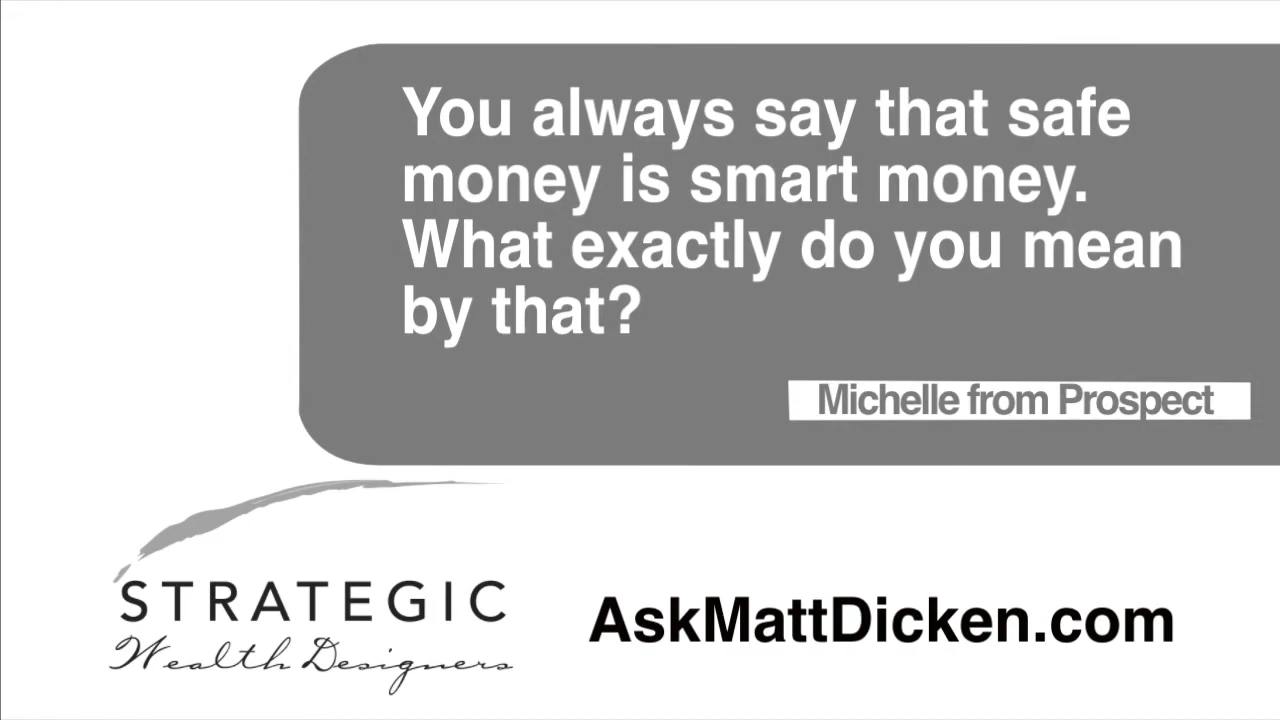 You always say that safe
money is smart money.
What exactly do you mean
by that?
Michelle from Prospect
STRATEGIC
Wealth Designers
AskMattDicken.com